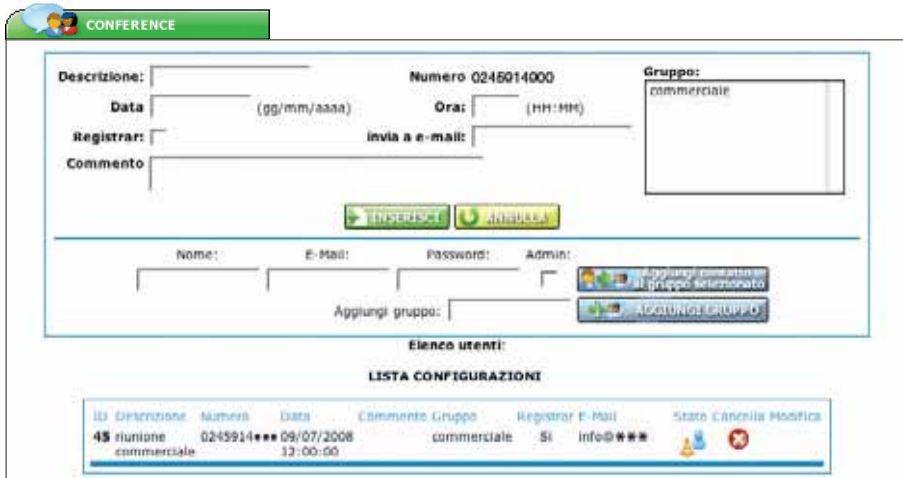 CONFERENCE
Descrizione: Numero 0245914000 Gruppo:
commerciale
Data (gg/mm/aaaa) Ora: (HH:MM)
Registrar: invia a e-mail:
Commento
INSERISCI ANNULLA
Nome: E-Mail: Password: Admin:
Aggiungi contatto
al gruppo selezionato
Aggiungi gruppo: AGGIUNGI GRUPPO
Elenco utenti:
LISTA CONFIGURAZIONI
ID Descrizione Numero Data Commento Gruppo Registrar E-Mail Stato Cancella Modifica
45 riunione 0245914*** 09/07/2008 commerciale Si info@***
commerciale 12:00:00